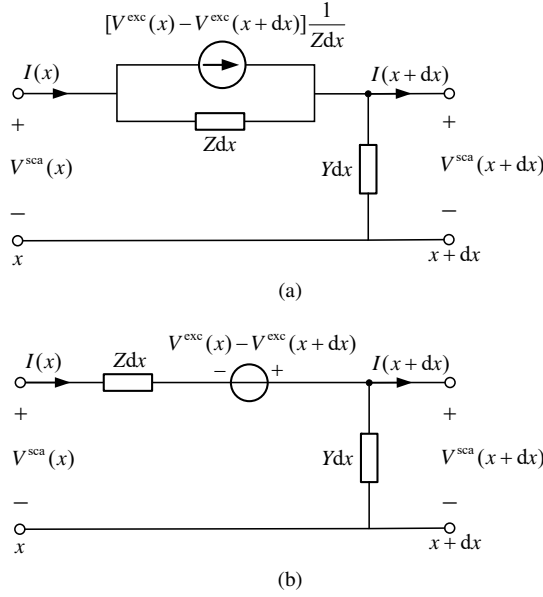 [V^exc(x)−V^exc(x+dx)] 1/Zdx
I(x) I(x+dx)
+ Zdx +
V^sca(x) Ydx V^sca(x+dx)
− −
x x+dx
(a)
V^exc(x)−V^exc(x+dx)
I(x) Zdx − + I(x+dx)
+ +
V^sca(x) Ydx V^sca(x+dx)
− −
x x+dx
(b)